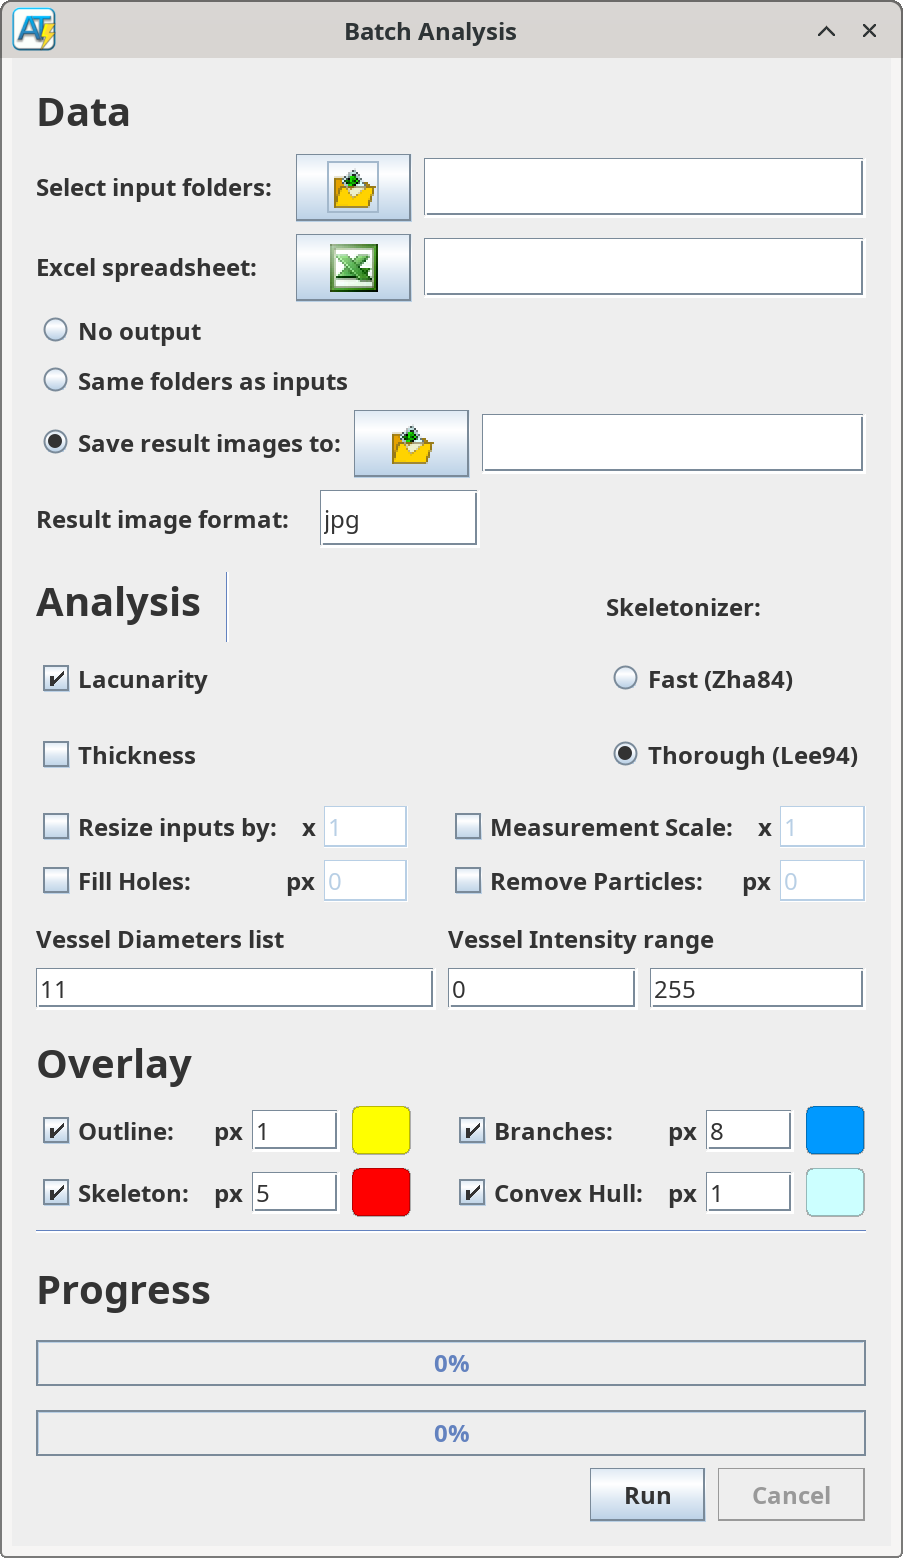 AT Batch Analysis
Data
Select input folders:
Excel spreadsheet:
No output
Same folders as inputs
Save result images to:
Result image format: jpg
Analysis
Skeletonizer:
Lacunarity
Fast (Zha84)
Thickness
Thorough (Lee94)
Resize inputs by: x 1 Measurement Scale: x 1
Fill Holes: px 0 Remove Particles: px 0
Vessel Diameters list Vessel Intensity range
11 0 255
Overlay
Outline: px 1 Branches: px 8
Skeleton: px 5 Convex Hull: px 1
Progress
0%
0%
Run Cancel